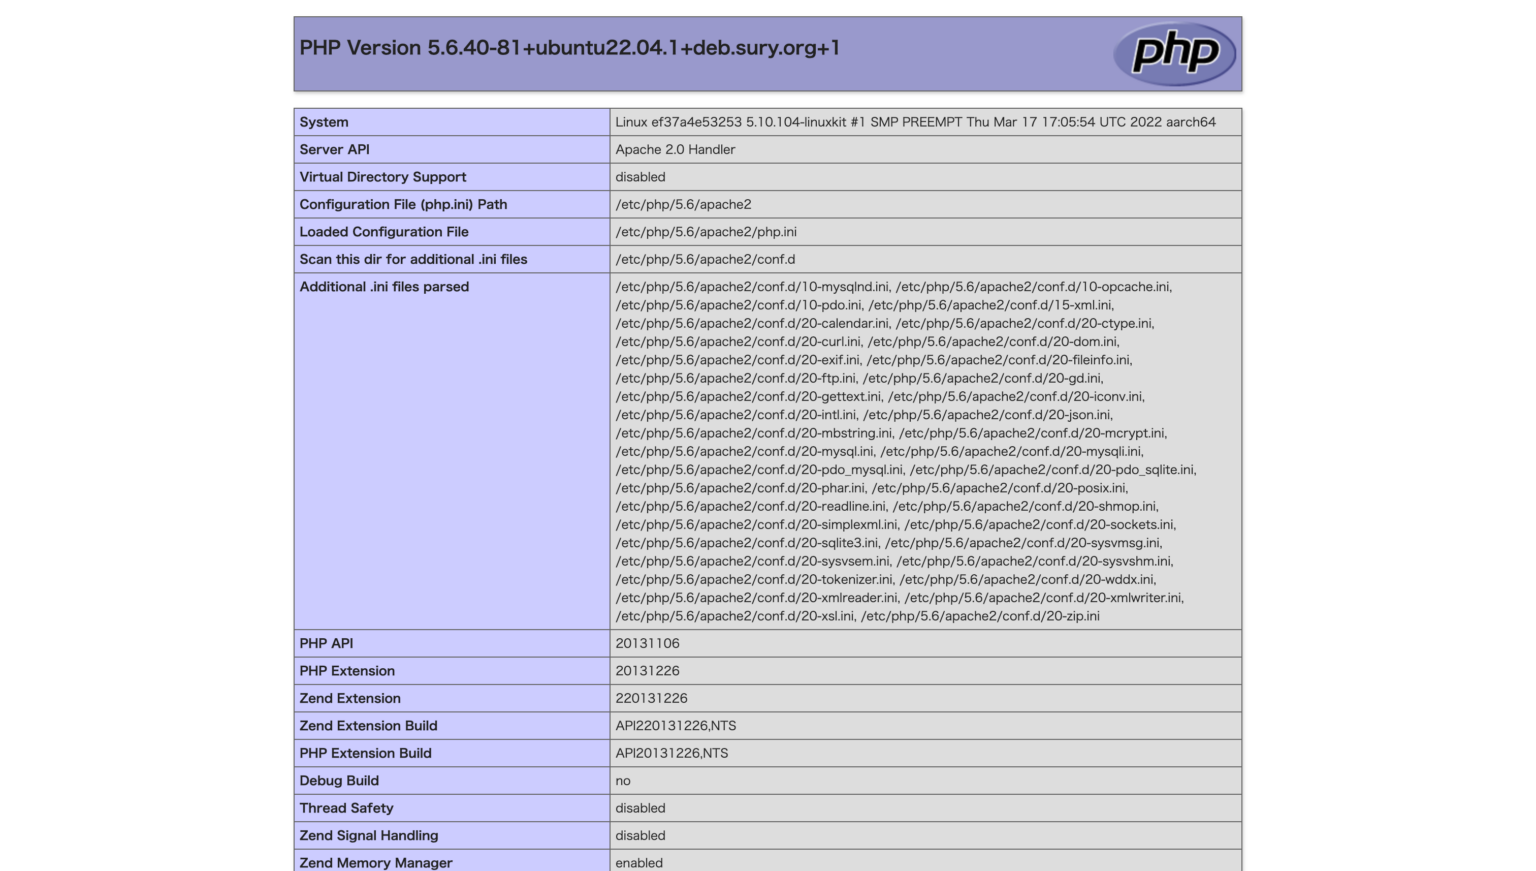 PHP Version 5.6.40-81+ubuntu22.04.1+deb.sury.org+1
php
System Linux ef37a4e53253 5.10.104-linuxkit #1 SMP PREEMPT Thu Mar 17 17:05:54 UTC 2022 aarch64
Server API Apache 2.0 Handler
Virtual Directory Support disabled
Configuration File (php.ini) Path /etc/php/5.6/apache2
Loaded Configuration File /etc/php/5.6/apache2/php.ini
Scan this dir for additional .ini files /etc/php/5.6/apache2/conf.d
Additional .ini files parsed /etc/php/5.6/apache2/conf.d/10-mysqlnd.ini, /etc/php/5.6/apache2/conf.d/10-opcache.ini,
/etc/php/5.6/apache2/conf.d/10-pdo.ini, /etc/php/5.6/apache2/conf.d/15-xml.ini,
/etc/php/5.6/apache2/conf.d/20-calendar.ini, /etc/php/5.6/apache2/conf.d/20-ctype.ini,
/etc/php/5.6/apache2/conf.d/20-curl.ini, /etc/php/5.6/apache2/conf.d/20-dom.ini,
/etc/php/5.6/apache2/conf.d/20-exif.ini, /etc/php/5.6/apache2/conf.d/20-fileinfo.ini,
/etc/php/5.6/apache2/conf.d/20-ftp.ini, /etc/php/5.6/apache2/conf.d/20-gd.ini,
/etc/php/5.6/apache2/conf.d/20-gettext.ini, /etc/php/5.6/apache2/conf.d/20-iconv.ini,
/etc/php/5.6/apache2/conf.d/20-intl.ini, /etc/php/5.6/apache2/conf.d/20-json.ini,
/etc/php/5.6/apache2/conf.d/20-mbstring.ini, /etc/php/5.6/apache2/conf.d/20-mcrypt.ini,
/etc/php/5.6/apache2/conf.d/20-mysql.ini, /etc/php/5.6/apache2/conf.d/20-mysqli.ini,
/etc/php/5.6/apache2/conf.d/20-pdo_mysql.ini, /etc/php/5.6/apache2/conf.d/20-pdo_sqlite.ini,
/etc/php/5.6/apache2/conf.d/20-phar.ini, /etc/php/5.6/apache2/conf.d/20-posix.ini,
/etc/php/5.6/apache2/conf.d/20-readline.ini, /etc/php/5.6/apache2/conf.d/20-shmop.ini,
/etc/php/5.6/apache2/conf.d/20-simplexml.ini, /etc/php/5.6/apache2/conf.d/20-sockets.ini,
/etc/php/5.6/apache2/conf.d/20-sqlite3.ini, /etc/php/5.6/apache2/conf.d/20-sysvmsg.ini,
/etc/php/5.6/apache2/conf.d/20-sysvsem.ini, /etc/php/5.6/apache2/conf.d/20-sysvshm.ini,
/etc/php/5.6/apache2/conf.d/20-tokenizer.ini, /etc/php/5.6/apache2/conf.d/20-wddx.ini,
/etc/php/5.6/apache2/conf.d/20-xmlreader.ini, /etc/php/5.6/apache2/conf.d/20-xmlwriter.ini,
/etc/php/5.6/apache2/conf.d/20-xsl.ini, /etc/php/5.6/apache2/conf.d/20-zip.ini
PHP API 20131106
PHP Extension 20131226
Zend Extension 220131226
Zend Extension Build API220131226,NTS
PHP Extension Build API20131226,NTS
Debug Build no
Thread Safety disabled
Zend Signal Handling disabled
Zend Memory Manager enabled